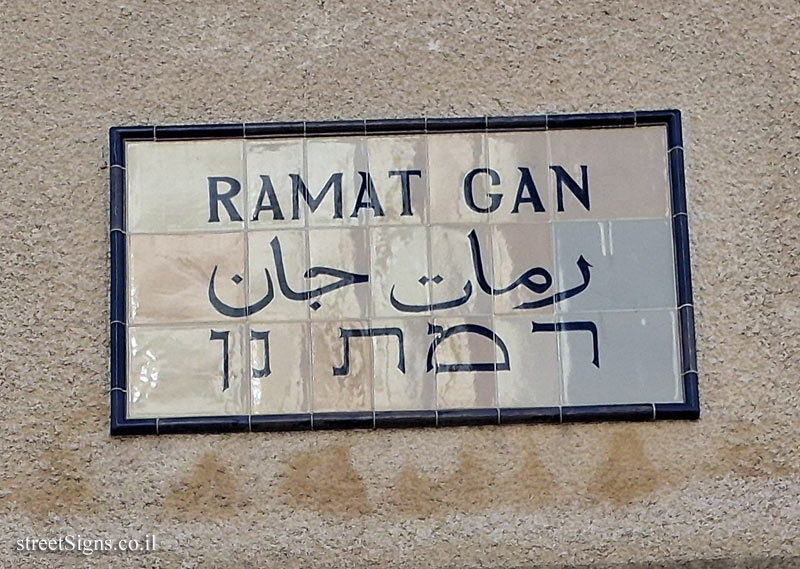 RAMAT GAN
رمات جان
רמת גן
streetSigns.co.il